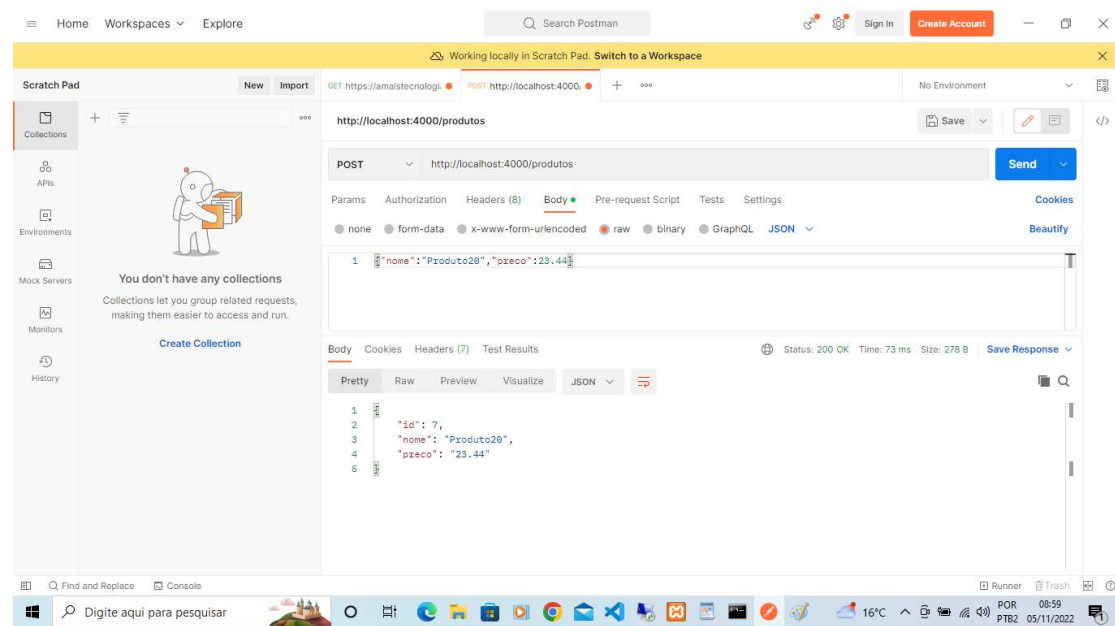 Home Workspaces Explore Search Postman Sign In Create Account
Working locally in Scratch Pad. Switch to a Workspace
Scratch Pad New Import GET https://amaistecnologi. POST http://localhost:4000, No Environment
Collections
APIs
Environments
Mock Servers
Monitors
History
You don't have any collections
Collections let you group related requests,
making them easier to access and run.
Create Collection
http://localhost:4000/produtos Save
POST http://localhost:4000/produtos Send
Params Authorization Headers (8) Body Pre-request Script Tests Settings Cookies
none form-data x-www-form-urlencoded raw binary GraphQL JSON Beautify
1 {"nome":"Produto20","preco":23.44}
Body Cookies Headers (7) Test Results Status: 200 OK Time: 73 ms Size: 278 B Save Response
Pretty Raw Preview Visualize JSON
1 {
2 "id": 7,
3 "nome": "Produto20",
4 "preco": "23.44"
5 }
Find and Replace Console Runner Trash
Digite aqui para pesquisar 16°C POR 08:59
PTB2 05/11/2022